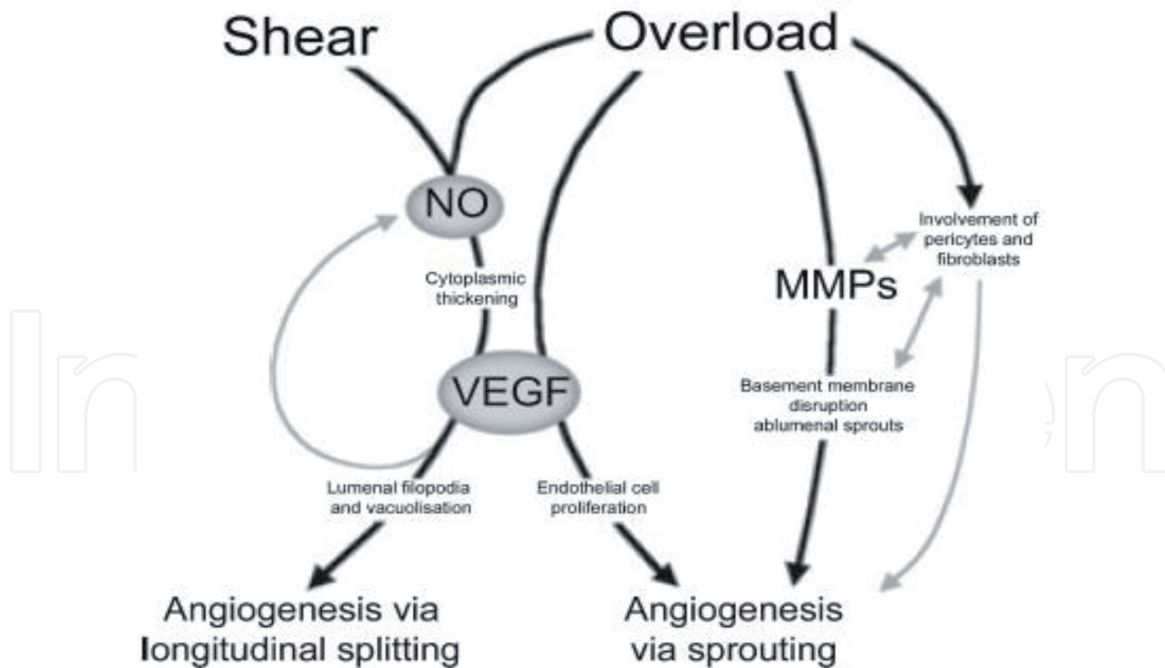 Shear
Overload
NO
Involvement of
pericytes and
fibroblasts
Cytoplasmic
thickening
MMPs
VEGF
Basement membrane
disruption
ablumenal sprouts
Lumenal filopodia
and vacuolisation
Endothelial cell
proliferation
Angiogenesis via
longitudinal splitting
Angiogenesis
via sprouting